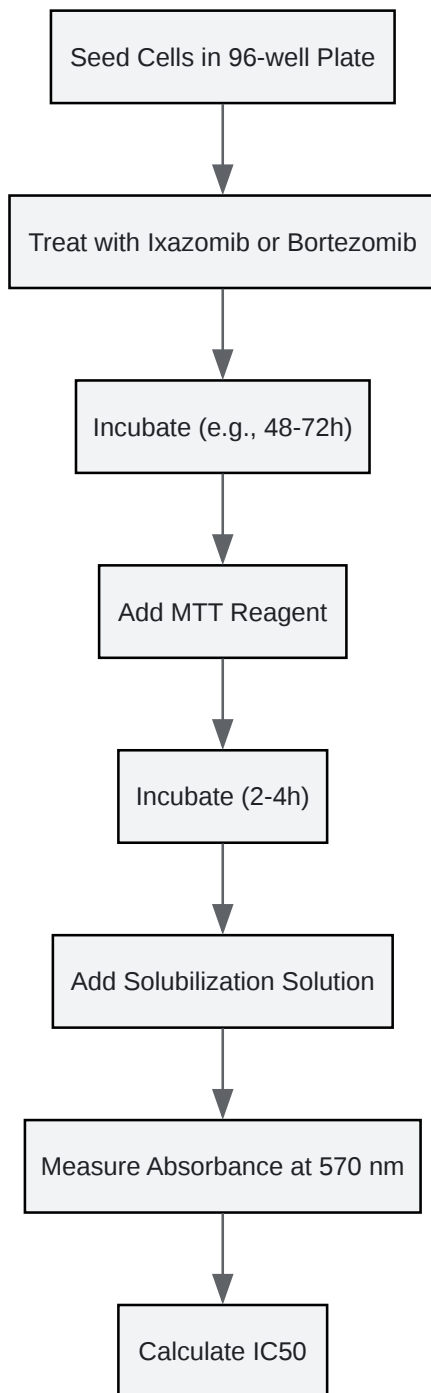 Seed Cells in 96-well Plate
Treat with Ixazomib or Bortezomib
Incubate (e.g., 48-72h)
Add MTT Reagent
Incubate (2-4h)
Add Solubilization Solution
Measure Absorbance at 570 nm
Calculate IC50